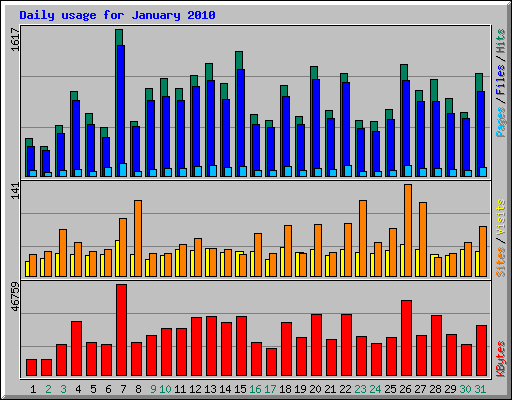 Daily usage for January 2010
1617
Pages / Files / Hits
141
Sites / Visits
46759
KBytes
1 2 3 4 5 6 7 8 9 10 11 12 13 14 15 16 17 18 19 20 21 22 23 24 25 26 27 28 29 30 31